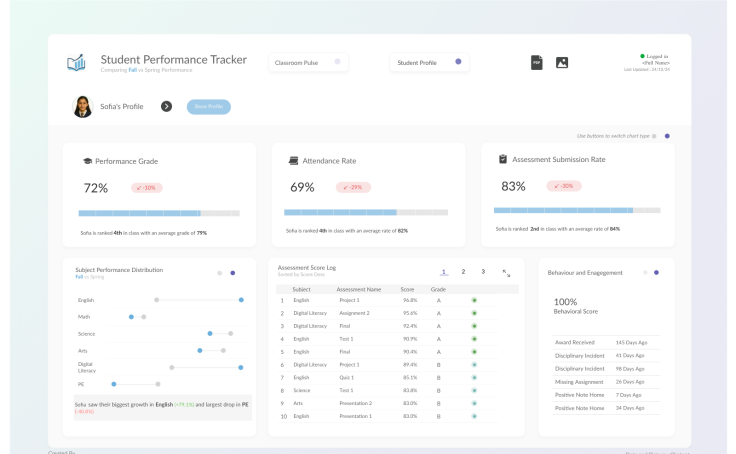 Student Performance Tracker
Comparing Fall vs Spring Performance
Classroom Pulse
Student Profile
PDF
Logged in
<Full Name>
Last Updated:
Sofia's Profile
Show Profile
Use buttons to switch chart type
Performance Grade
72%
-10%
Sofia is ranked 4th in class with an average grade of 79%
Attendance Rate
69%
-29%
Sofia is ranked 4th in class with an average rate of 82%
Assessment Submission Rate
83%
-30%
Sofia is ranked 2nd in class with an average rate of 84%
Subject Performance Distribution
Fall vs Spring
English
Math
Science
Arts
Digital
Literacy
PE
Sofia saw their biggest growth in English (+79.1%) and largest drop in PE
(-40.8%)
Assessment Score Log
Sorted by Score Desc
1 2 3
Subject Assessment Name Score Grade
1 English Project 1 96.8% A
2 Digital Literacy Assignment 2 95.6% A
3 Digital Literacy Final 92.4% A
4 English Test 1 90.9% A
5 English Final 90.4% A
6 Digital Literacy Project 1 89.4% B
7 English Quiz 1 85.1% B
8 Science Test 1 83.8% B
9 Arts Presentation 2 83.0% B
10 English Presentation 1 83.0% B
Behaviour and Enagegement
100%
Behavioral Score
Award Received 145 Days Ago
Disciplinary Incident 41 Days Ago
Disciplinary Incident 98 Days Ago
Missing Assignment 26 Days Ago
Positive Note Home 7 Days Ago
Positive Note Home 34 Days Ago
Created By